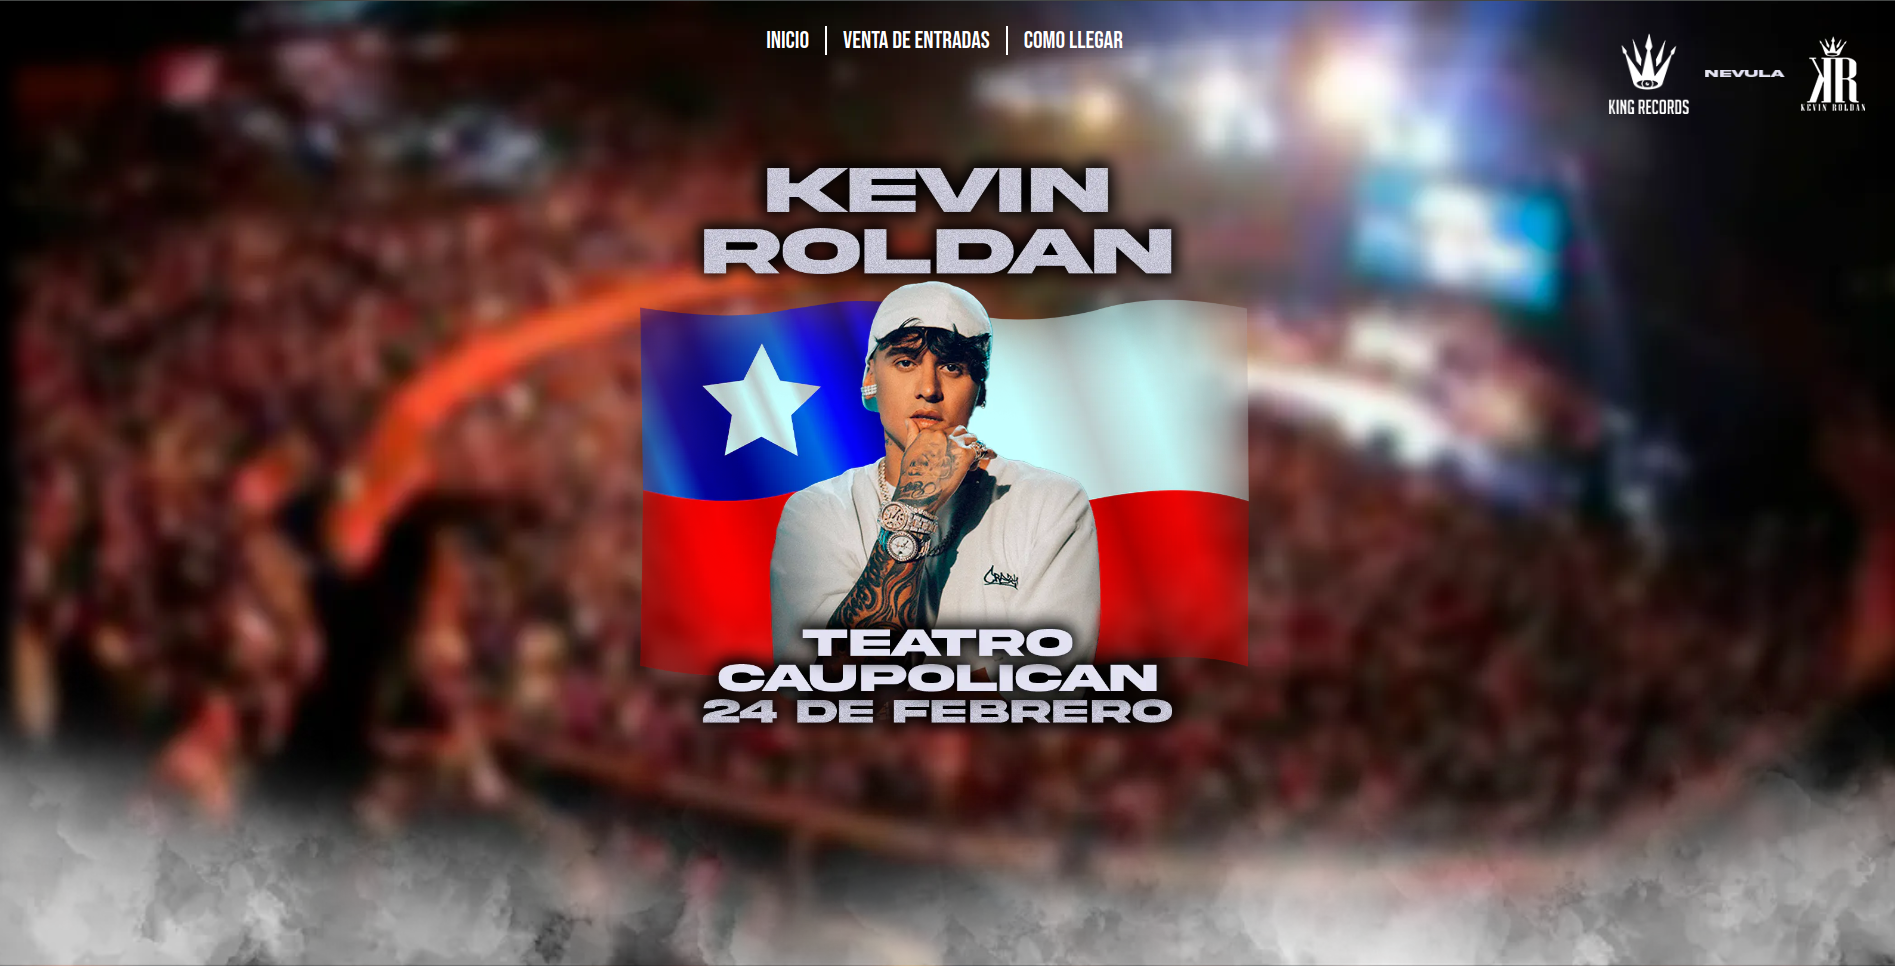 INICIO
VENTA DE ENTRADAS
COMO LLEGAR
KING RECORDS
NEVULA
KR
KEVIN ROLDAN
KEVIN
ROLDAN
TEATRO
CAUPOLICAN
24 DE FEBRERO